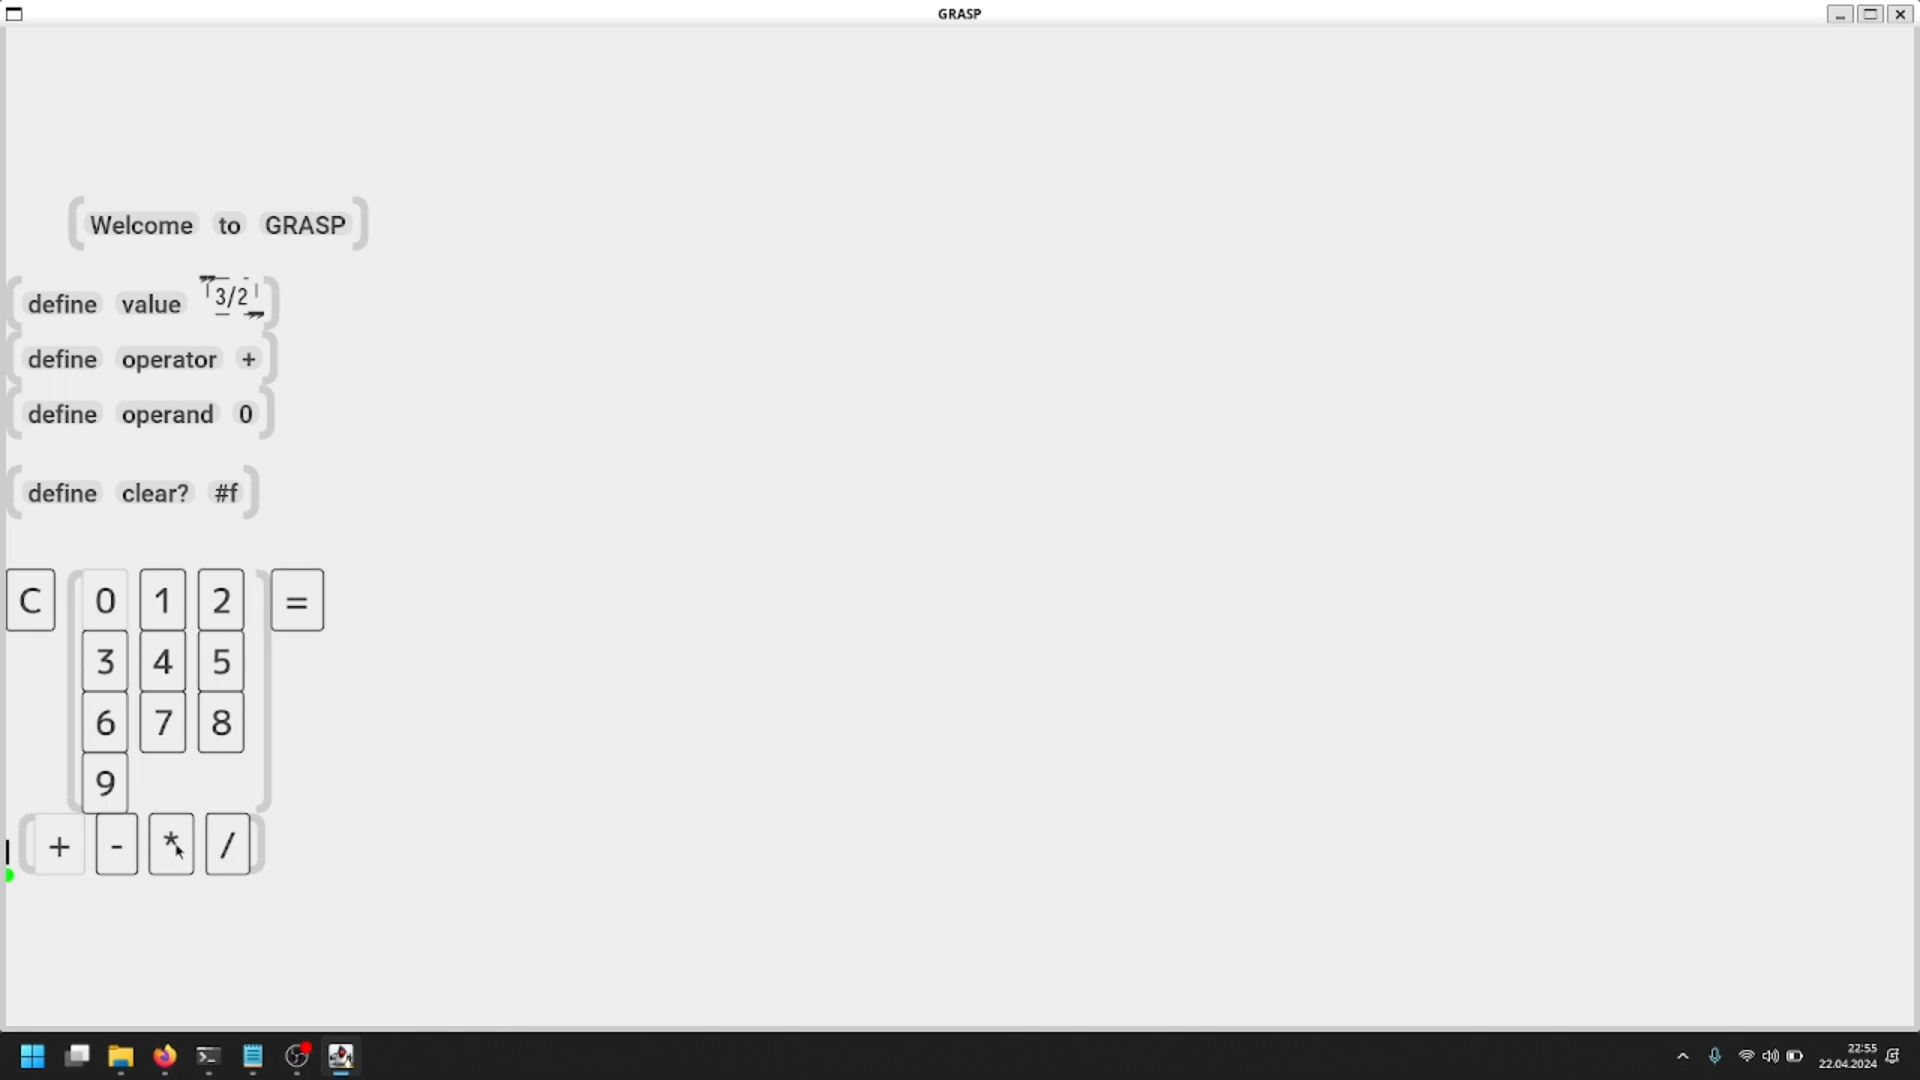 GRASP
Welcome to GRASP
define value "3/2"
define operator +
define operand 0
define clear? #f
C 0 1 2 =
3 4 5
6 7 8
9
+ - * /
22:55
22.04.2024